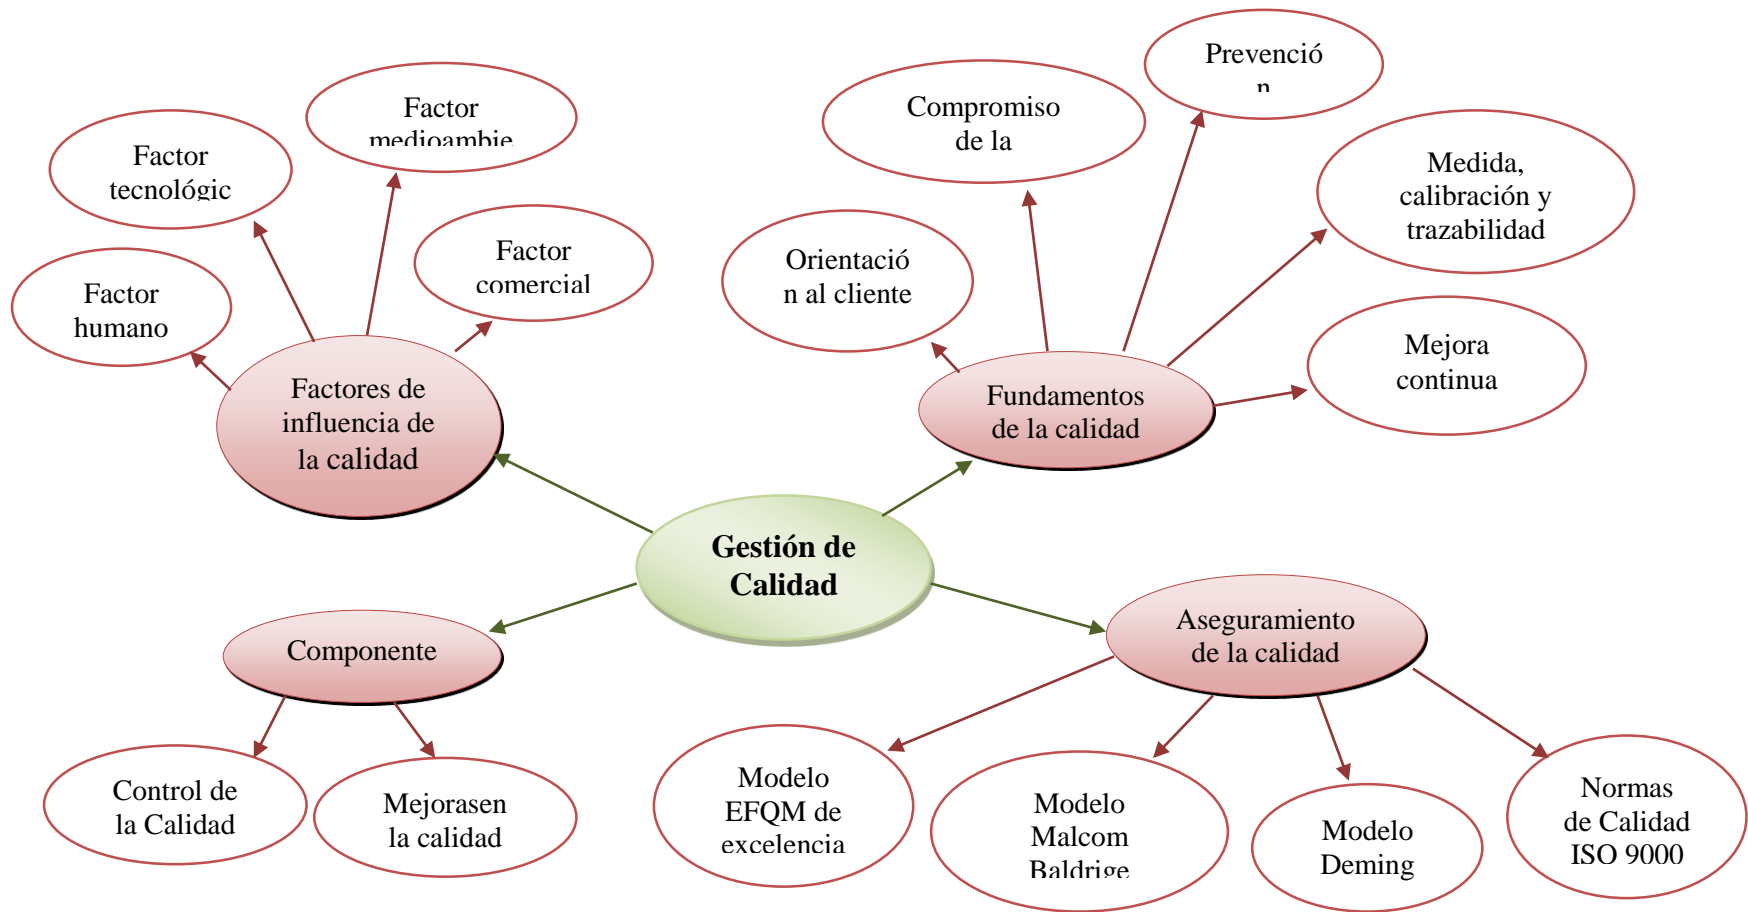 Prevenció
n
Factor
medioambie
Compromiso
de la
Factor
tecnológic
Medida,
calibración y
trazabilidad
Factor
comercial
Orientació
n al cliente
Factor
humano
Mejora
continua
Factores de
influencia de
la calidad
Fundamentos
de la calidad
Gestión de
Calidad
Componente
Aseguramiento
de la calidad
Control de
la Calidad
Mejorasen
la calidad
Modelo
EFQM de
excelencia
Modelo
Malcom
Baldrige
Modelo
Deming
Normas
de Calidad
ISO 9000